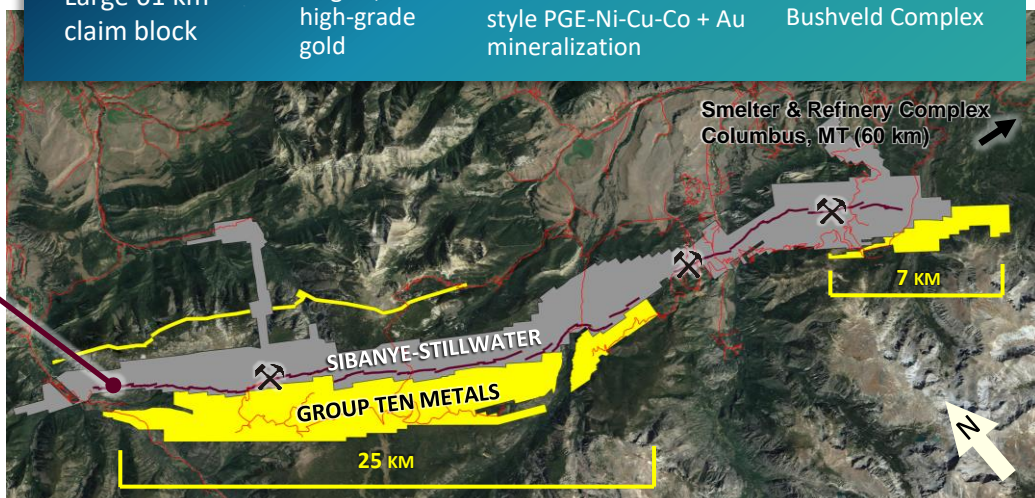 claim block
high-grade
gold
style PGE-Ni-Cu-Co + Au
mineralization
Bushveld Complex
Smelter & Refinery Complex
Columbus, MT (60 km)
7 KM
SIBANYE-STILLWATER
GROUP TEN METALS
25 KM
N